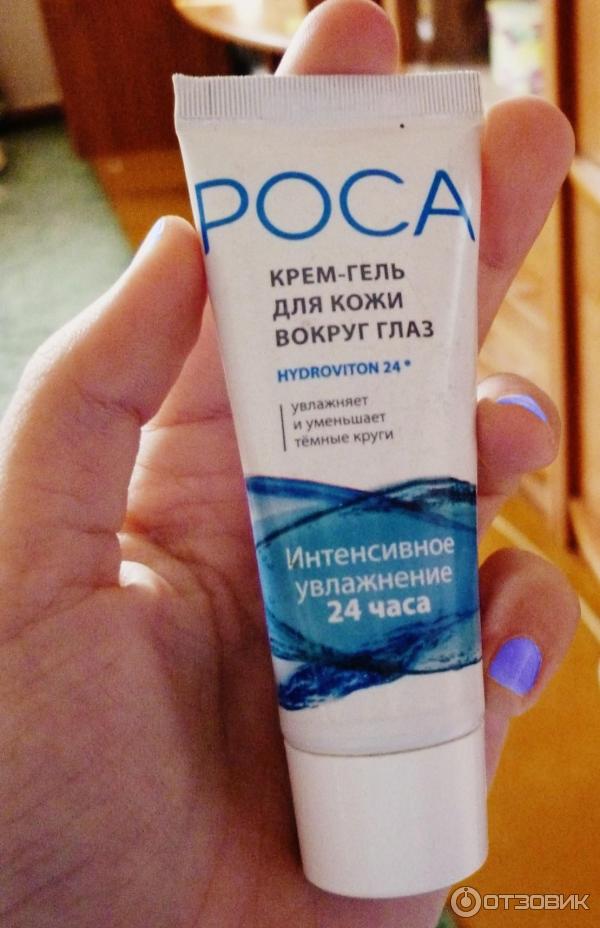 РОСА
КРЕМ-ГЕЛЬ
ДЛЯ КОЖИ
ВОКРУГ ГЛАЗ
HYDROVITON 24®
увлажняет
и уменьшает
тёмные круги
Интенсивное
увлажнение
24 часа
ОТЗОВИК